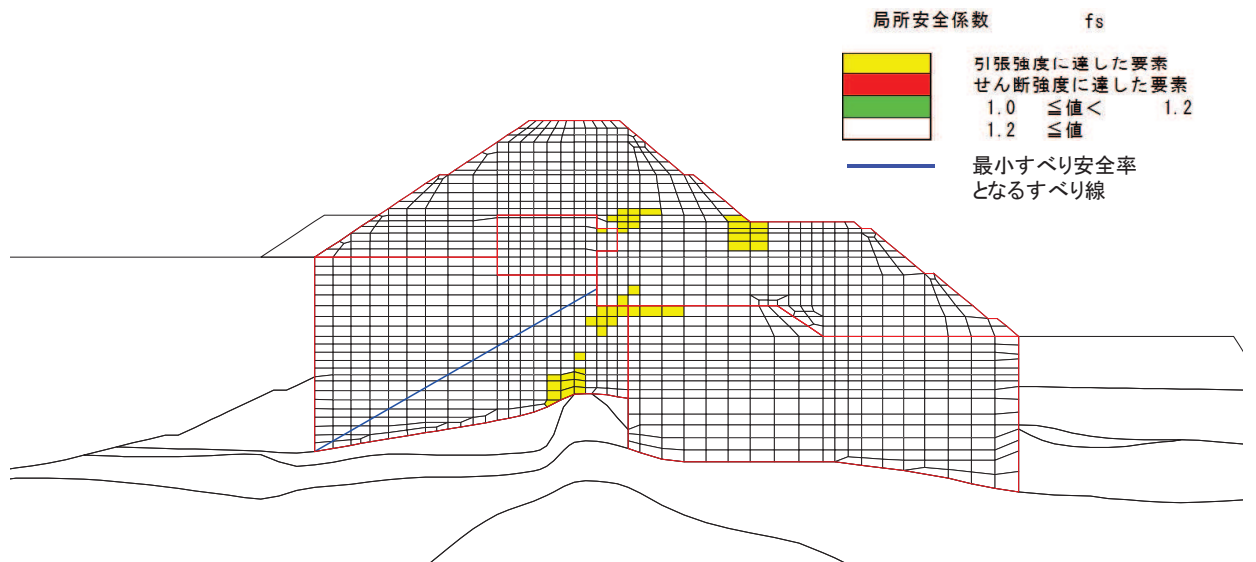 局所安全係数 fs
引張強度に達した要素
せん断強度に達した要素
1.0 ≦値< 1.2
1.2 ≦値
最小すべり安全率
となるすべり線